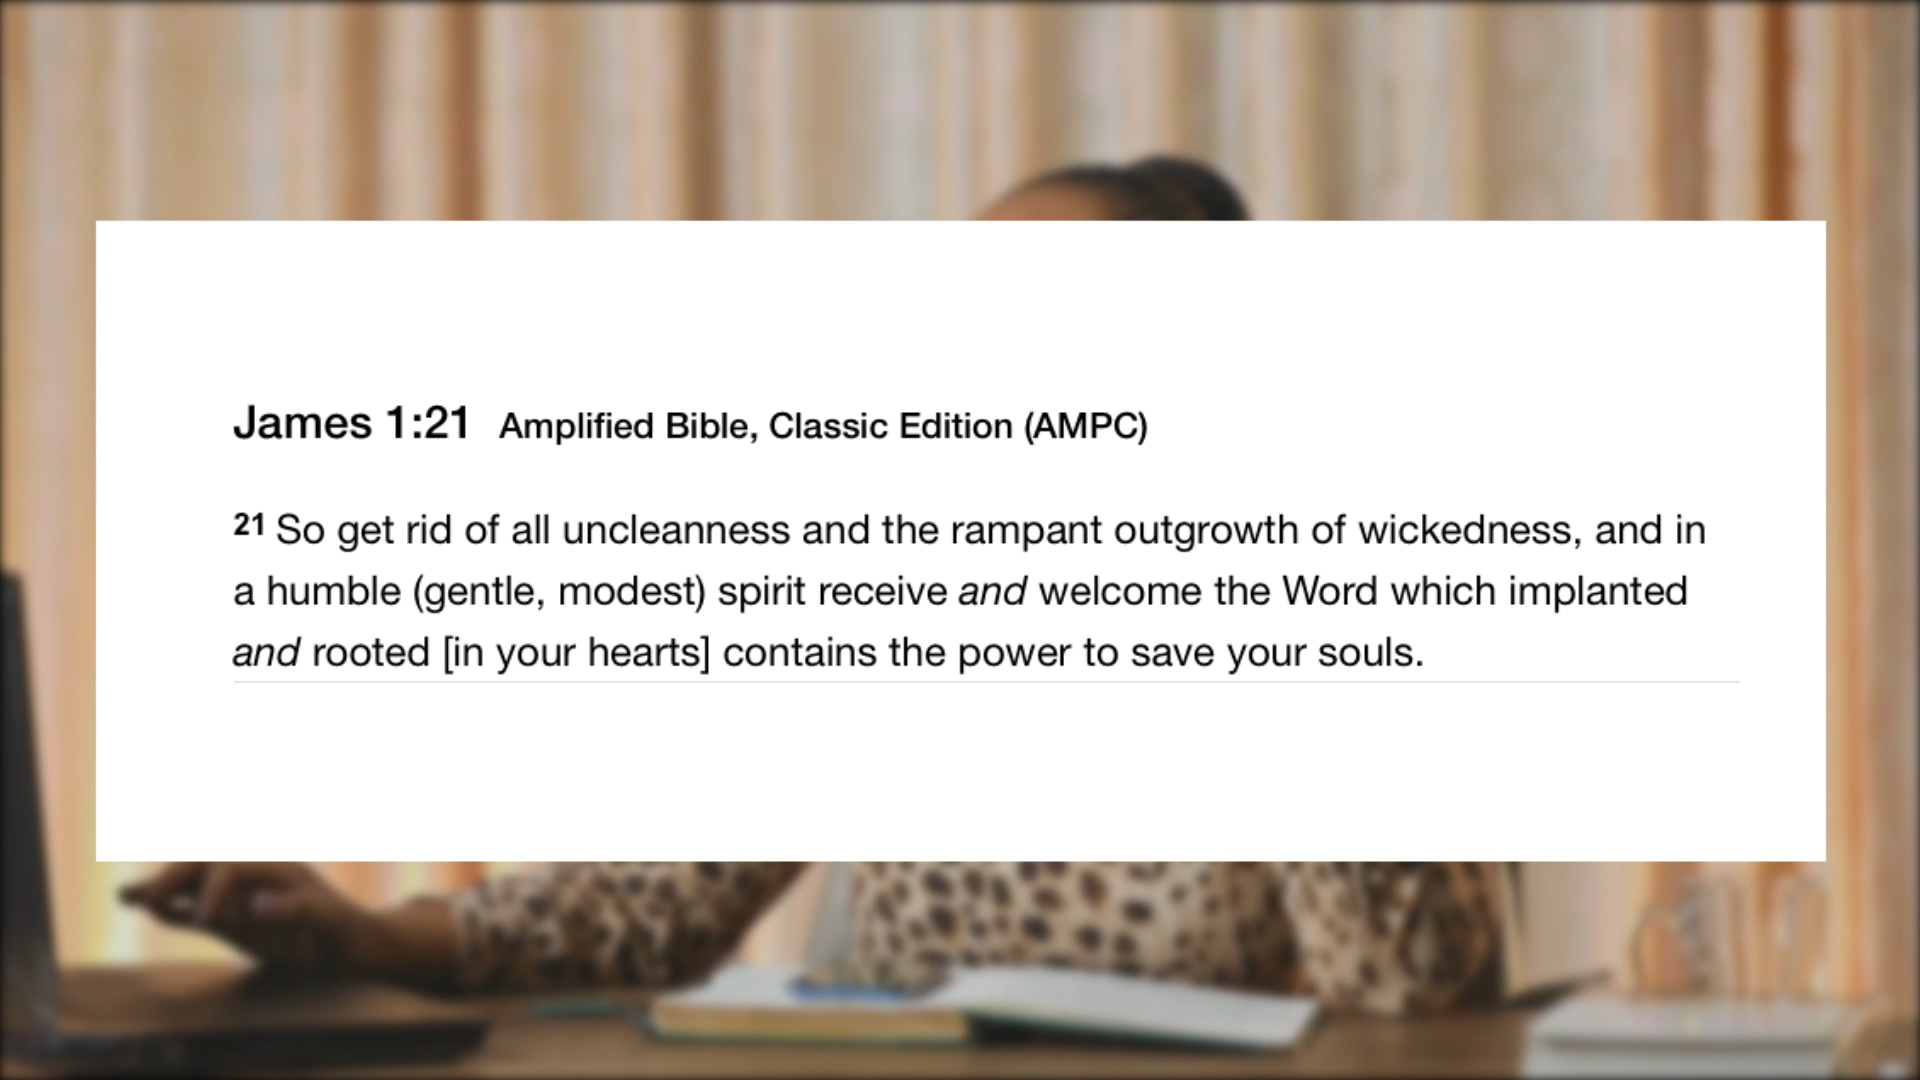 James 1:21 Amplified Bible, Classic Edition (AMPC)
21 So get rid of all uncleanness and the rampant outgrowth of wickedness, and in
a humble (gentle, modest) spirit receive and welcome the Word which implanted
and rooted [in your hearts] contains the power to save your souls.